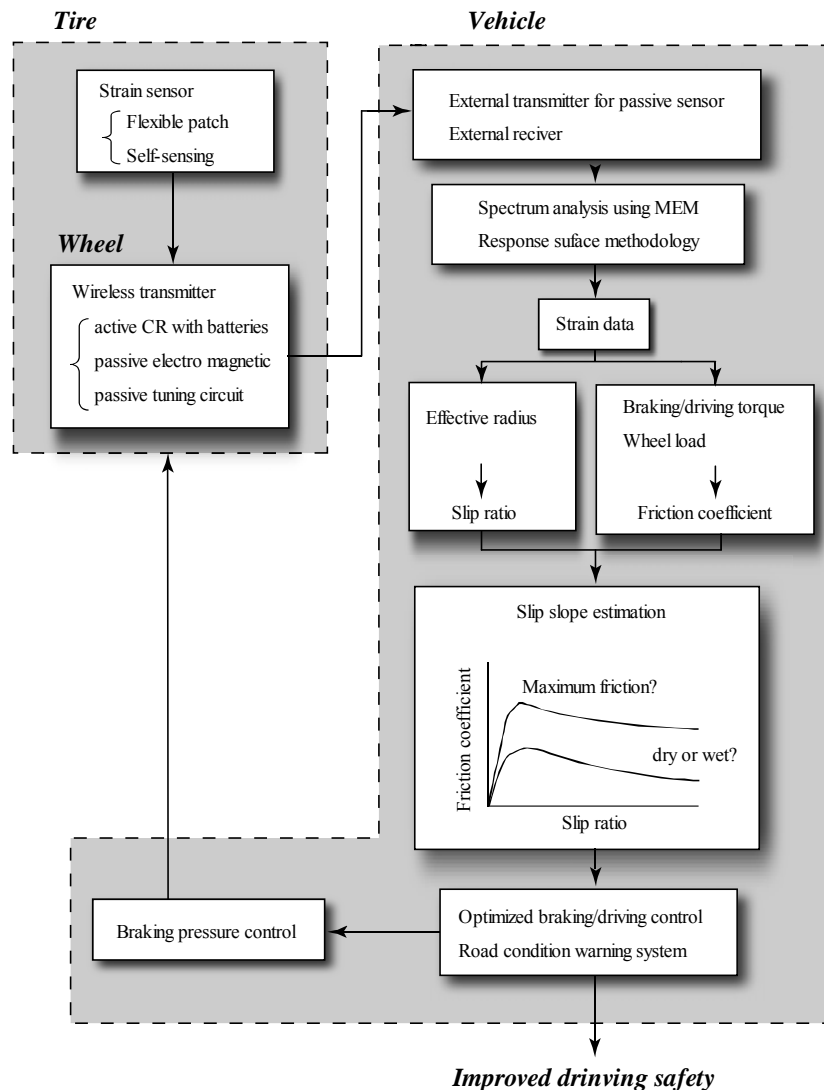 Tire
Vehicle
Strain sensor
Flexible patch
Self-sensing
Wheel
Wireless transmitter
active CR with batteries
passive electro magnetic
passive tuning circuit
External transmitter for passive sensor
External reciver
Spectrum analysis using MEM
Response suface methodology
Strain data
Effective radius
Slip ratio
Braking/driving torque
Wheel load
Friction coefficient
Slip slope estimation
Friction coefficient
Maximum friction?
dry or wet?
Slip ratio
Optimized braking/driving control
Road condition warning system
Braking pressure control
Improved drinving safety